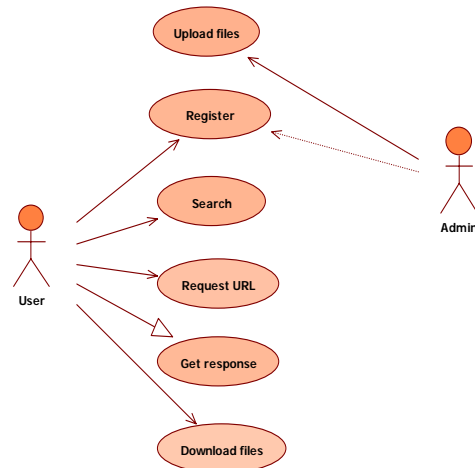 Upload files
Register
Search
Admin
User
Request URL
Get response
Download files